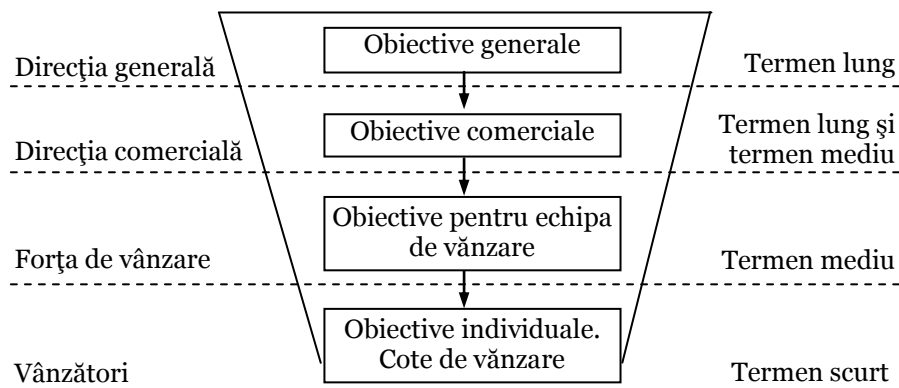 Obiective generale
Direcţia generală
Termen lung
Obiective comerciale
Direcţia comercială
Termen lung şi
termen mediu
Obiective pentru echipa
de vănzare
Forţa de vânzare
Termen mediu
Obiective individuale.
Cote de vănzare
Vânzători
Termen scurt